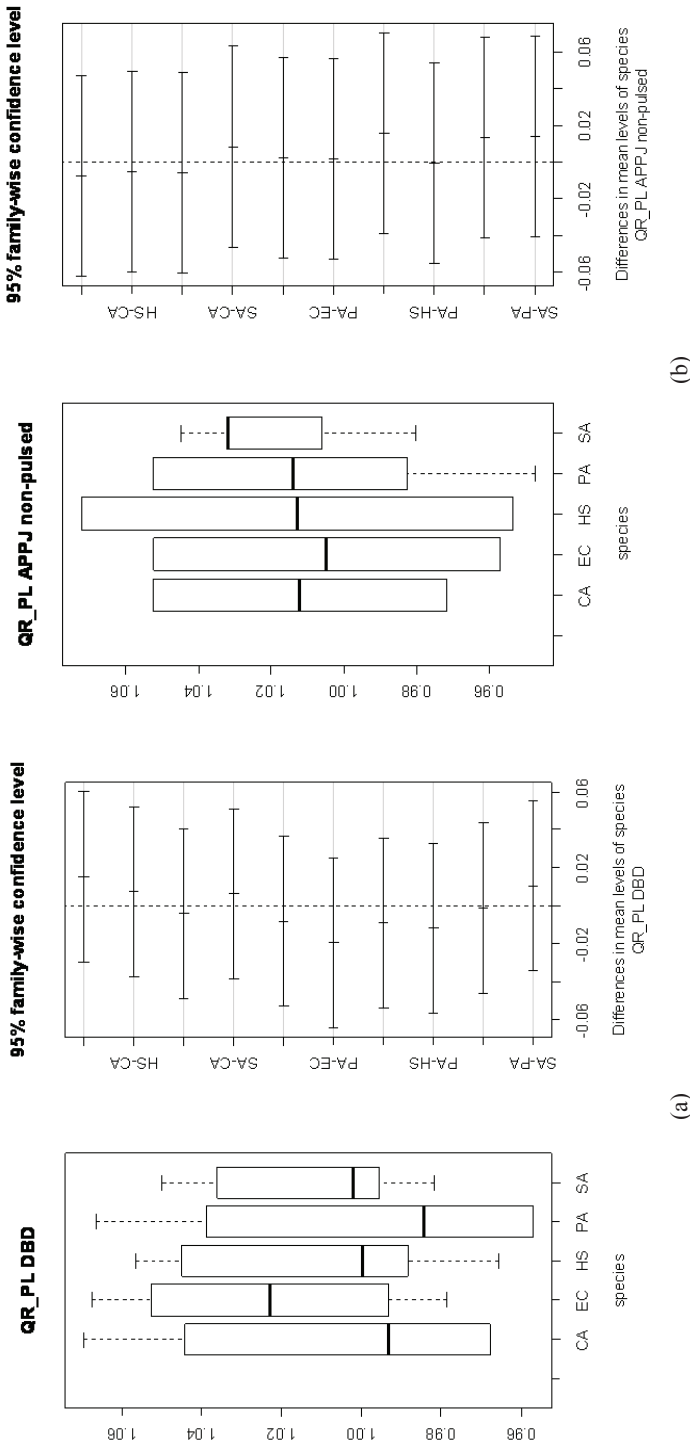 QR_PL DBD
1.06
1.04
1.02
1.00
0.98
0.96
CA EC HS PA SA
species
95% family-wise confidence level
HS-CA
SA-CA
PA-EC
PA-HS
SA-PA
-0.06 -0.02 0.02 0.06
Differences in mean levels of species
QR_PL DBD
(a)
QR_PL APPJ non-pulsed
1.06
1.04
1.02
1.00
0.98
0.96
CA EC HS PA SA
species
95% family-wise confidence level
HS-CA
SA-CA
PA-EC
PA-HS
SA-PA
-0.06 -0.02 0.02 0.06
Differences in mean levels of species
QR_PL APPJ non-pulsed
(b)